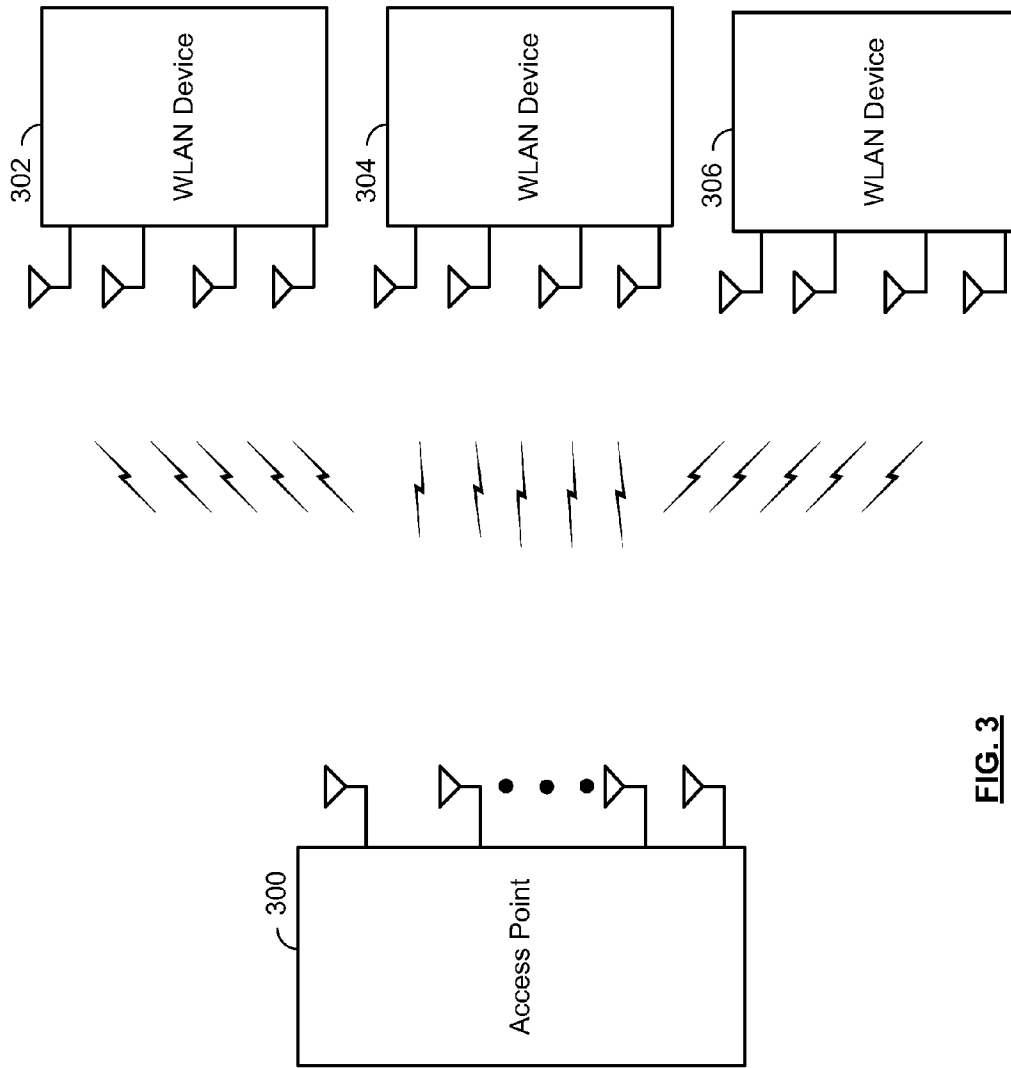 302
WLAN Device
304
WLAN Device
306
WLAN Device
300
Access Point
FIG. 3